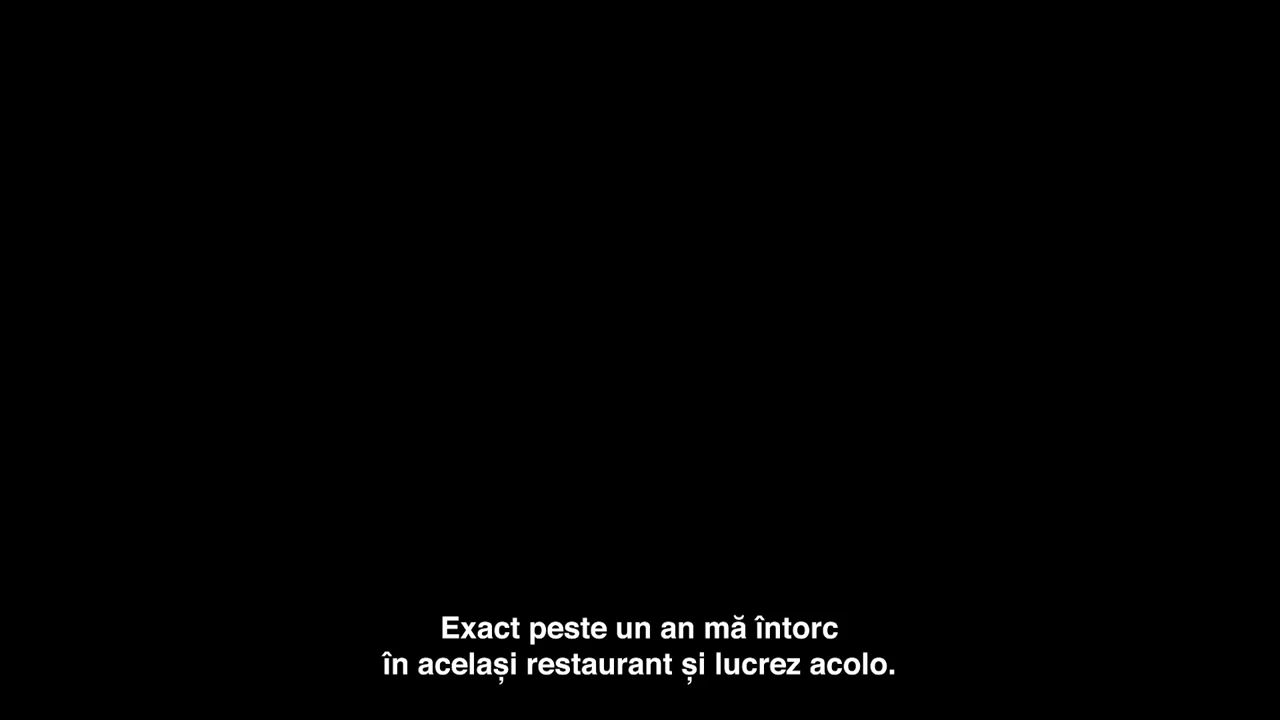 Exact peste un an mă întorc
în același restaurant și lucrez acolo.